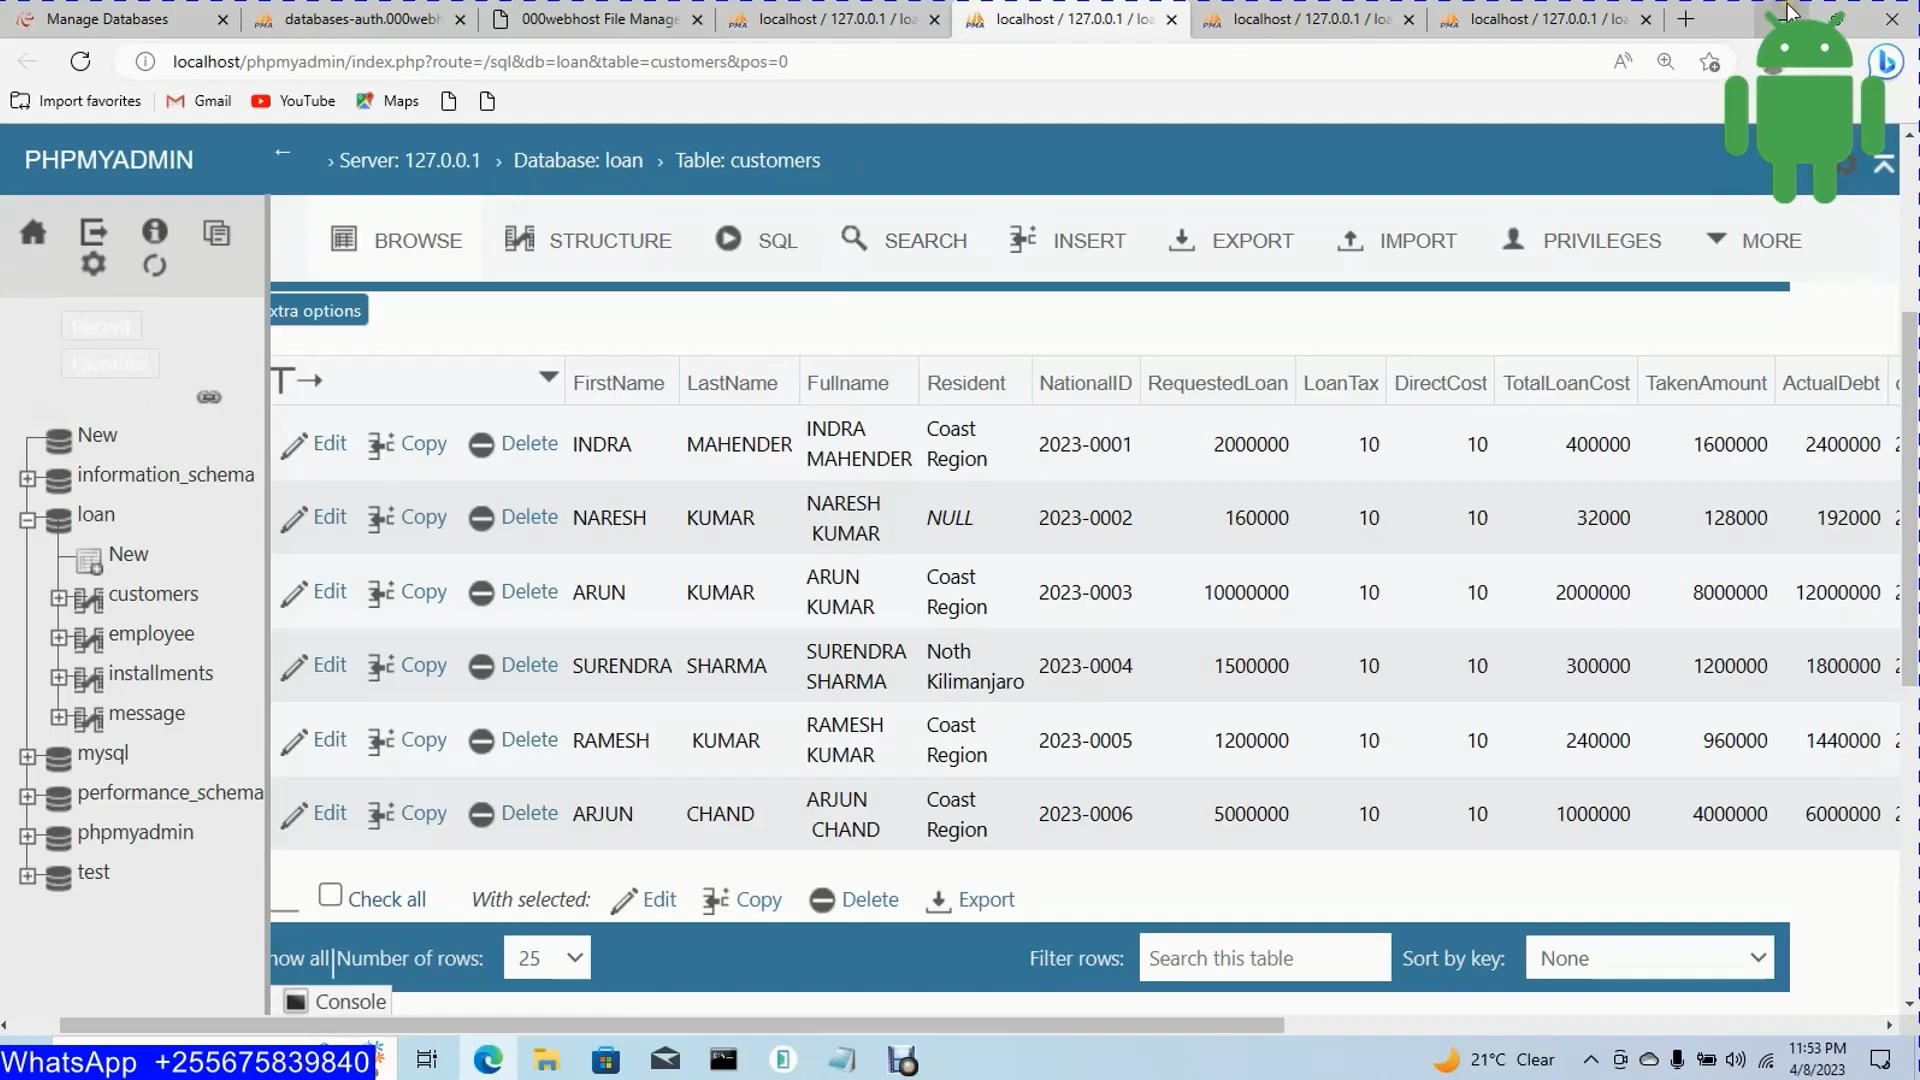 Manage Databases
databases-auth.000webh
000webhost File Manage
localhost / 127.0.0.1 / loa
localhost / 127.0.0.1 / loa
localhost / 127.0.0.1 / loa
localhost / 127.0.0.1 / loa
localhost/phpmyadmin/index.php?route=/sql&db=loan&table=customers&pos=0
Import favorites
Gmail
YouTube
Maps
PHPMYADMIN
← › Server: 127.0.0.1 › Database: loan › Table: customers
BROWSE STRUCTURE SQL SEARCH INSERT EXPORT IMPORT PRIVILEGES MORE
Recent
Favorites
New
information_schema
loan
New
customers
employee
installments
message
mysql
performance_schema
phpmyadmin
test
xtra options
FirstName LastName Fullname Resident NationalID RequestedLoan LoanTax DirectCost TotalLoanCost TakenAmount ActualDebt
Edit Copy Delete INDRA MAHENDER INDRA MAHENDER Coast Region 2023-0001 2000000 10 10 400000 1600000 2400000
Edit Copy Delete NARESH KUMAR NARESH KUMAR NULL 2023-0002 160000 10 10 32000 128000 192000
Edit Copy Delete ARUN KUMAR ARUN KUMAR Coast Region 2023-0003 10000000 10 10 2000000 8000000 12000000
Edit Copy Delete SURENDRA SHARMA SURENDRA SHARMA Noth Kilimanjaro 2023-0004 1500000 10 10 300000 1200000 1800000
Edit Copy Delete RAMESH KUMAR RAMESH KUMAR Coast Region 2023-0005 1200000 10 10 240000 960000 1440000
Edit Copy Delete ARJUN CHAND ARJUN CHAND Coast Region 2023-0006 5000000 10 10 1000000 4000000 6000000
Check all With selected: Edit Copy Delete Export
how all Number of rows: 25 Filter rows: Search this table Sort by key: None
Console
WhatsApp +255675839840
21°C Clear
11:53 PM
4/8/2023